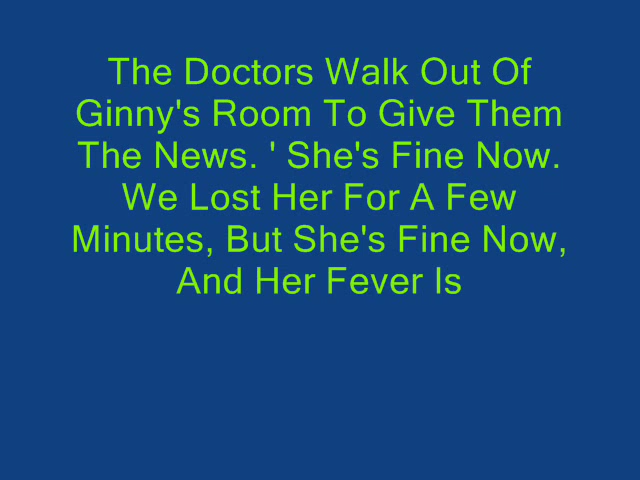 The Doctors Walk Out Of
Ginny's Room To Give Them
The News. ' She's Fine Now.
We Lost Her For A Few
Minutes, But She's Fine Now,
And Her Fever Is